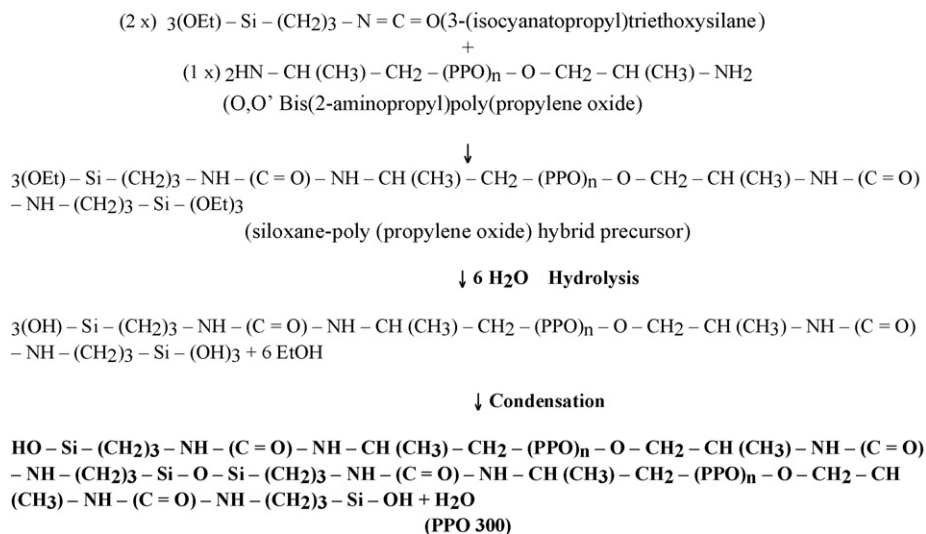 (2 x) 3(OEt) – Si – (CH2)3 – N = C = O(3-(isocyanatopropyl)triethoxysilane)
+
(1 x) 2HN – CH (CH3) – CH2 – (PPO)n – O – CH2 – CH (CH3) – NH2
(O,O’ Bis(2-aminopropyl)poly(propylene oxide)
↓
3(OEt) – Si – (CH2)3 – NH – (C = O) – NH – CH (CH3) – CH2 – (PPO)n – O – CH2 – CH (CH3) – NH – (C = O)
– NH – (CH2)3 – Si – (OEt)3
(siloxane-poly (propylene oxide) hybrid precursor)
↓ 6 H2O Hydrolysis
3(OH) – Si – (CH2)3 – NH – (C = O) – NH – CH (CH3) – CH2 – (PPO)n – O – CH2 – CH (CH3) – NH – (C = O)
– NH – (CH2)3 – Si – (OH)3 + 6 EtOH
↓ Condensation
HO – Si – (CH2)3 – NH – (C = O) – NH – CH (CH3) – CH2 – (PPO)n – O – CH2 – CH (CH3) – NH – (C = O)
– NH – (CH2)3 – Si – O – Si – (CH2)3 – NH – (C = O) – NH – CH (CH3) – CH2 – (PPO)n – O – CH2 – CH
(CH3) – NH – (C = O) – NH – (CH2)3 – Si – OH + H2O
(PPO 300)